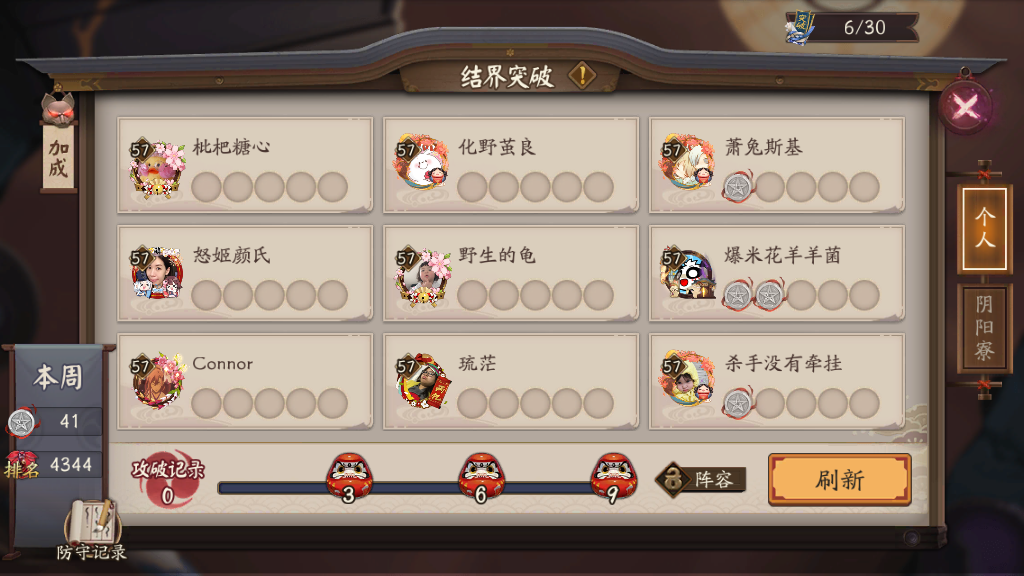 6/30
结界突破
加成
57 枇杷糖心
57 化野茧良
57 萧兔斯基
57 怒姬颜氏
57 野生的龟
57 爆米花羊羊菌
57 Connor
57 琉茫
57 杀手没有牵挂
个人
阴阳寮
本周
41
排名 4344
防守记录
攻破记录
0
3
6
9
阵容
刷新